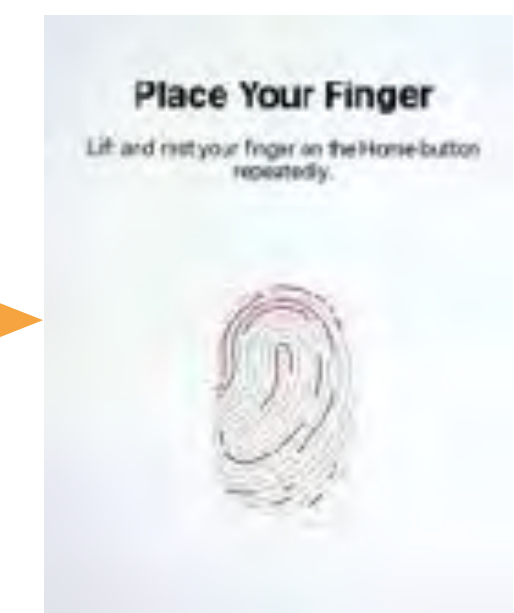 Place Your Finger
Lift and rest your finger on the Home button
repeatedly.